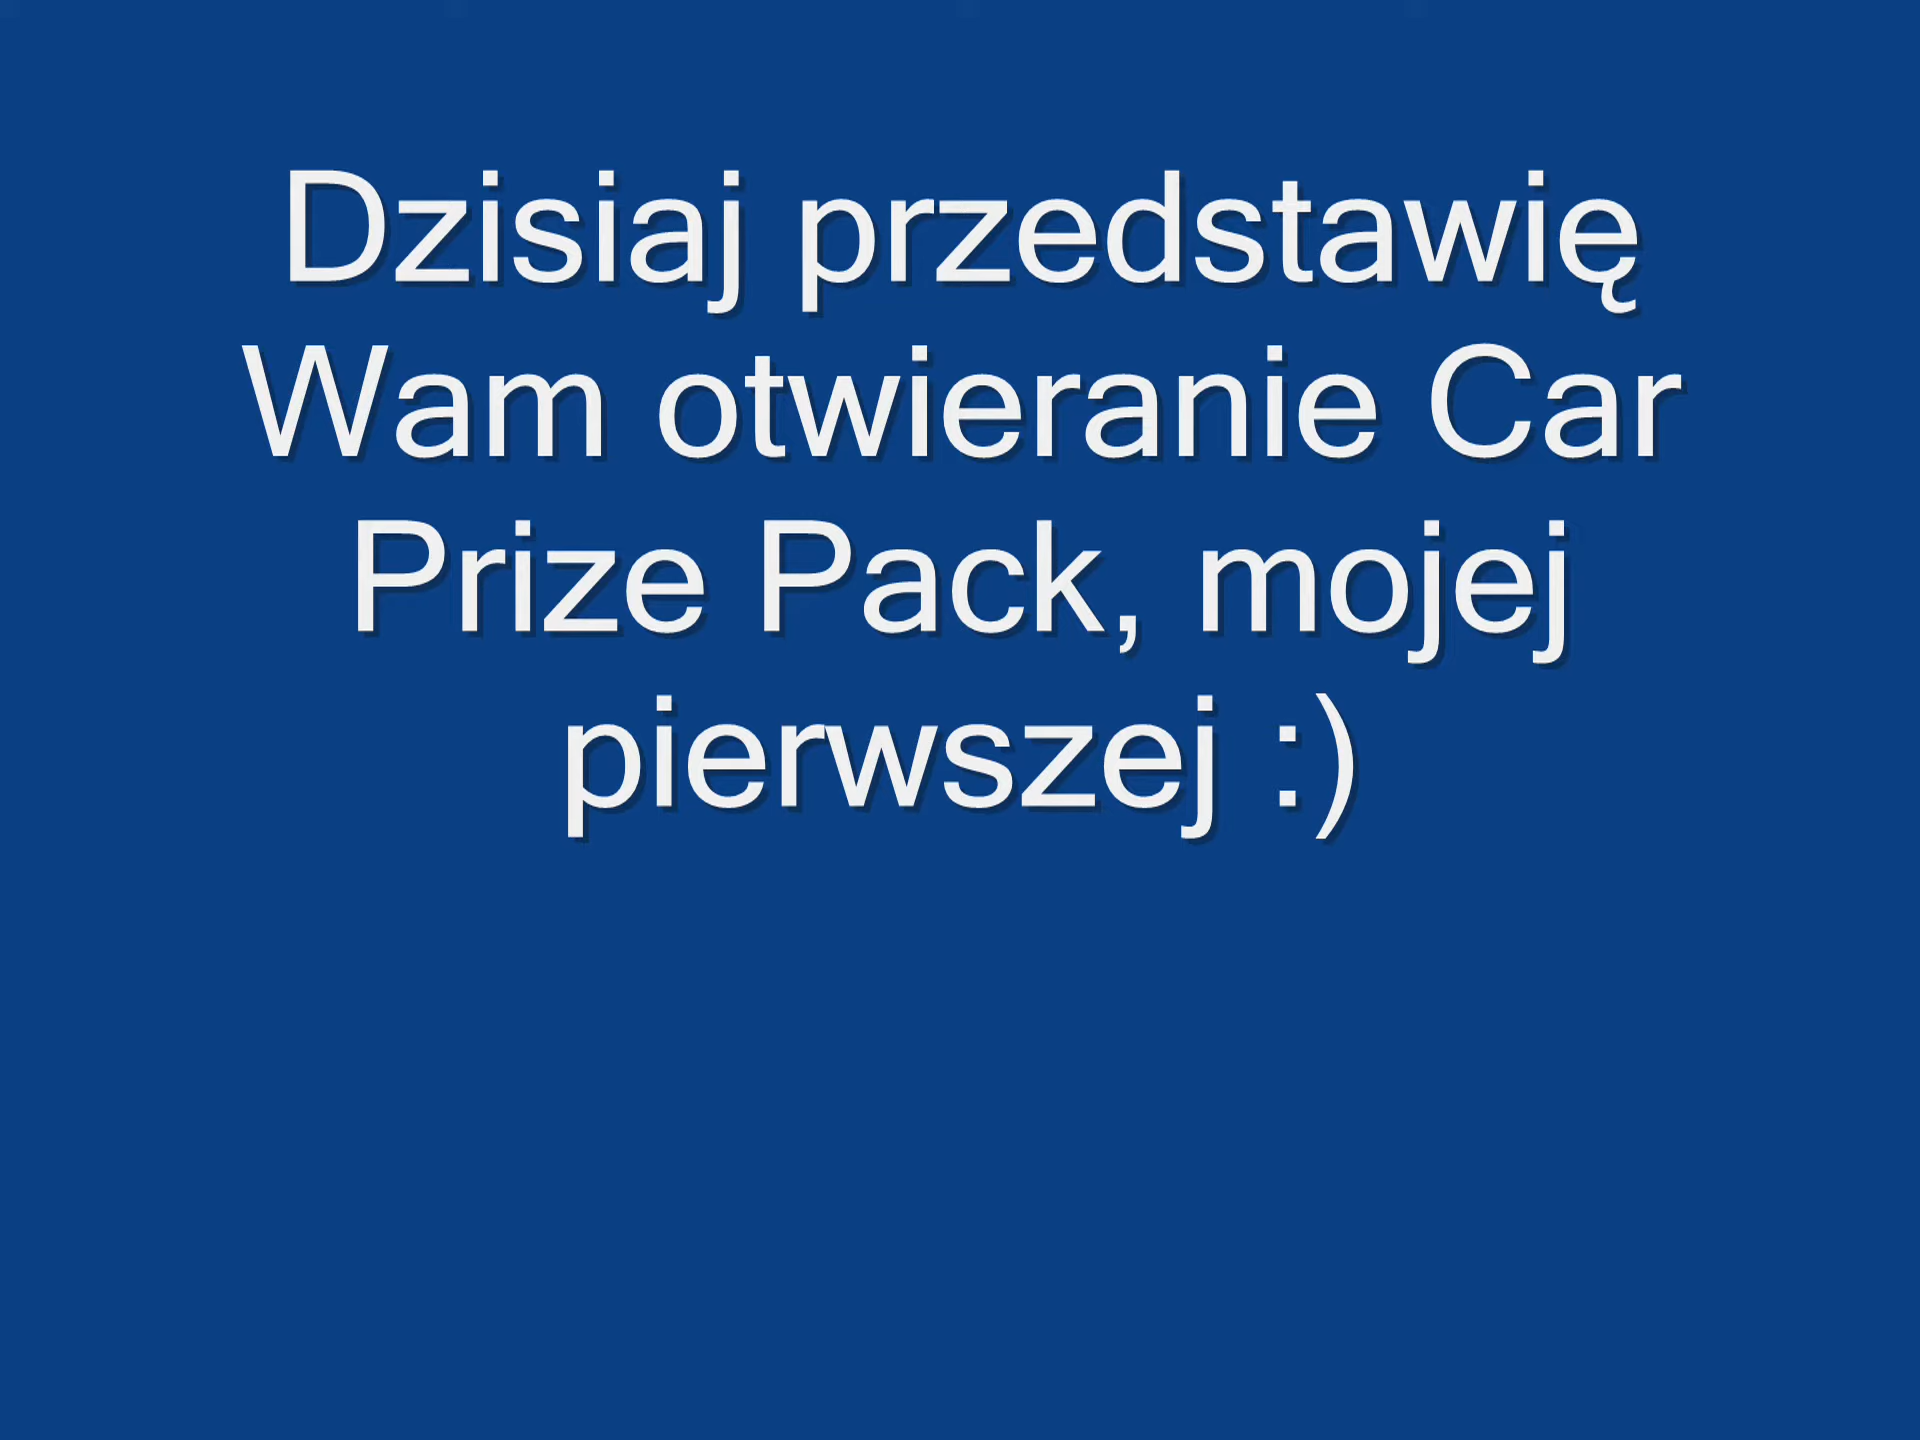 Dzisiaj przedstawię
Wam otwieranie Car
Prize Pack, mojej
pierwszej :)